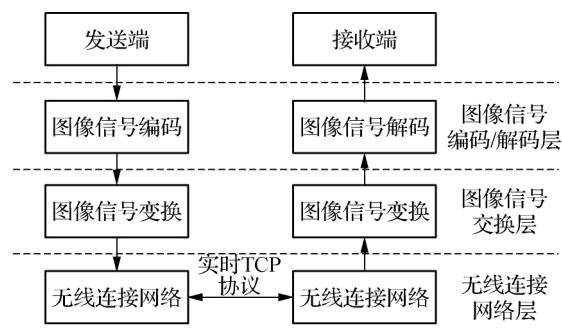 发送端
接收端
图像信号编码
图像信号解码
图像信号
编码/解码层
图像信号变换
图像信号变换
图像信号
交换层
实时TCP
协议
无线连接网络
无线连接网络
无线连接
网络层